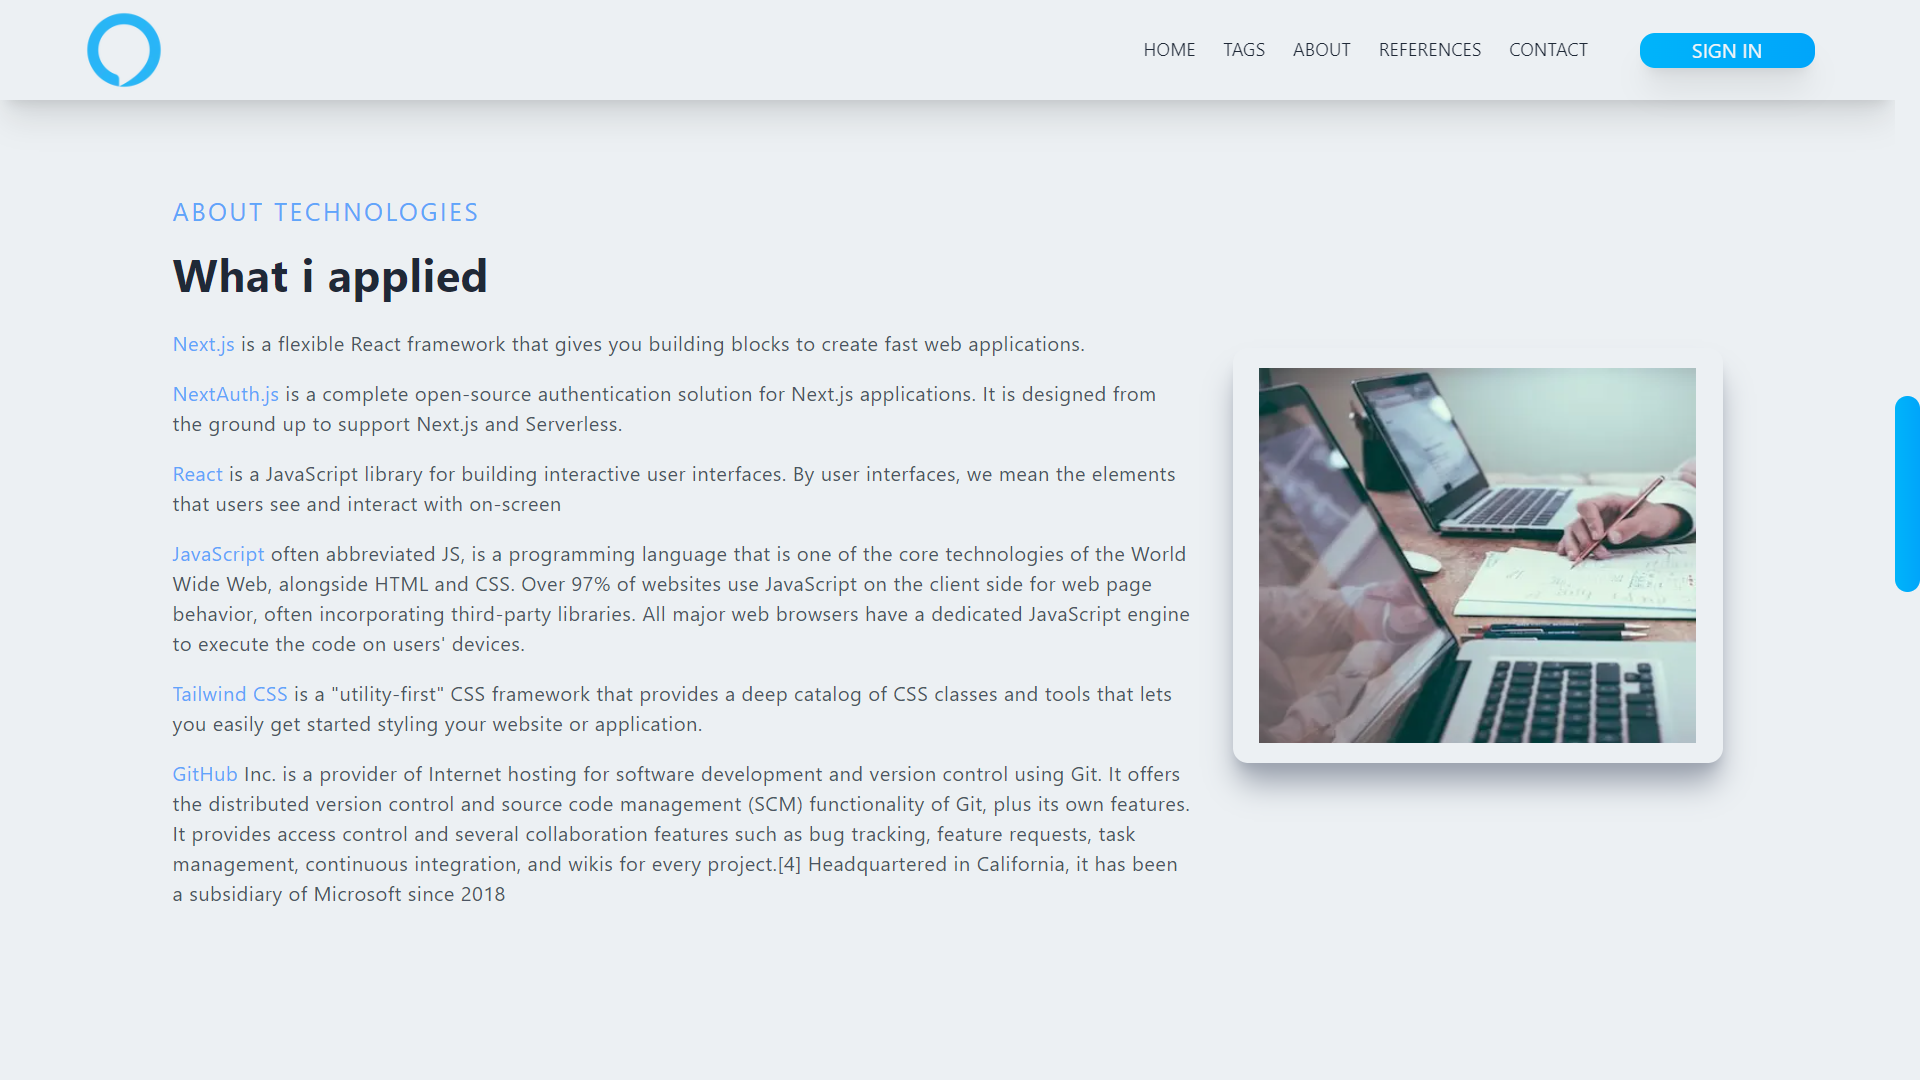 HOME TAGS ABOUT REFERENCES CONTACT SIGN IN
ABOUT TECHNOLOGIES
What i applied
Next.js is a flexible React framework that gives you building blocks to create fast web applications.
NextAuth.js is a complete open-source authentication solution for Next.js applications. It is designed from
the ground up to support Next.js and Serverless.
React is a JavaScript library for building interactive user interfaces. By user interfaces, we mean the elements
that users see and interact with on-screen
JavaScript often abbreviated JS, is a programming language that is one of the core technologies of the World
Wide Web, alongside HTML and CSS. Over 97% of websites use JavaScript on the client side for web page
behavior, often incorporating third-party libraries. All major web browsers have a dedicated JavaScript engine
to execute the code on users' devices.
Tailwind CSS is a "utility-first" CSS framework that provides a deep catalog of CSS classes and tools that lets
you easily get started styling your website or application.
GitHub Inc. is a provider of Internet hosting for software development and version control using Git. It offers
the distributed version control and source code management (SCM) functionality of Git, plus its own features.
It provides access control and several collaboration features such as bug tracking, feature requests, task
management, continuous integration, and wikis for every project.[4] Headquartered in California, it has been
a subsidiary of Microsoft since 2018